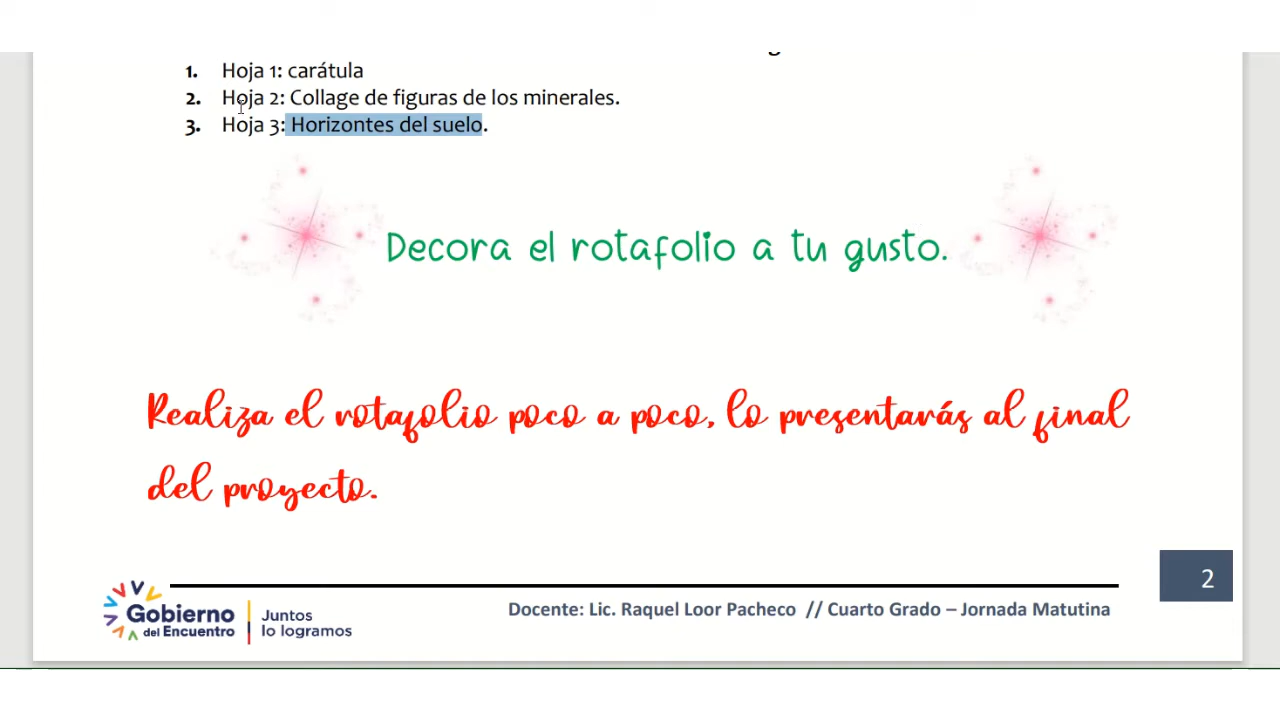 1. Hoja 1: carátula
2. Hoja 2: Collage de figuras de los minerales.
3. Hoja 3: Horizontes del suelo.
Decora el rotafolio a tu gusto.
Realiza el rotafolio poco a poco, lo presentarás al final
del proyecto.
2
Gobierno
del Encuentro
Juntos
lo logramos
Docente: Lic. Raquel Loor Pacheco // Cuarto Grado – Jornada Matutina